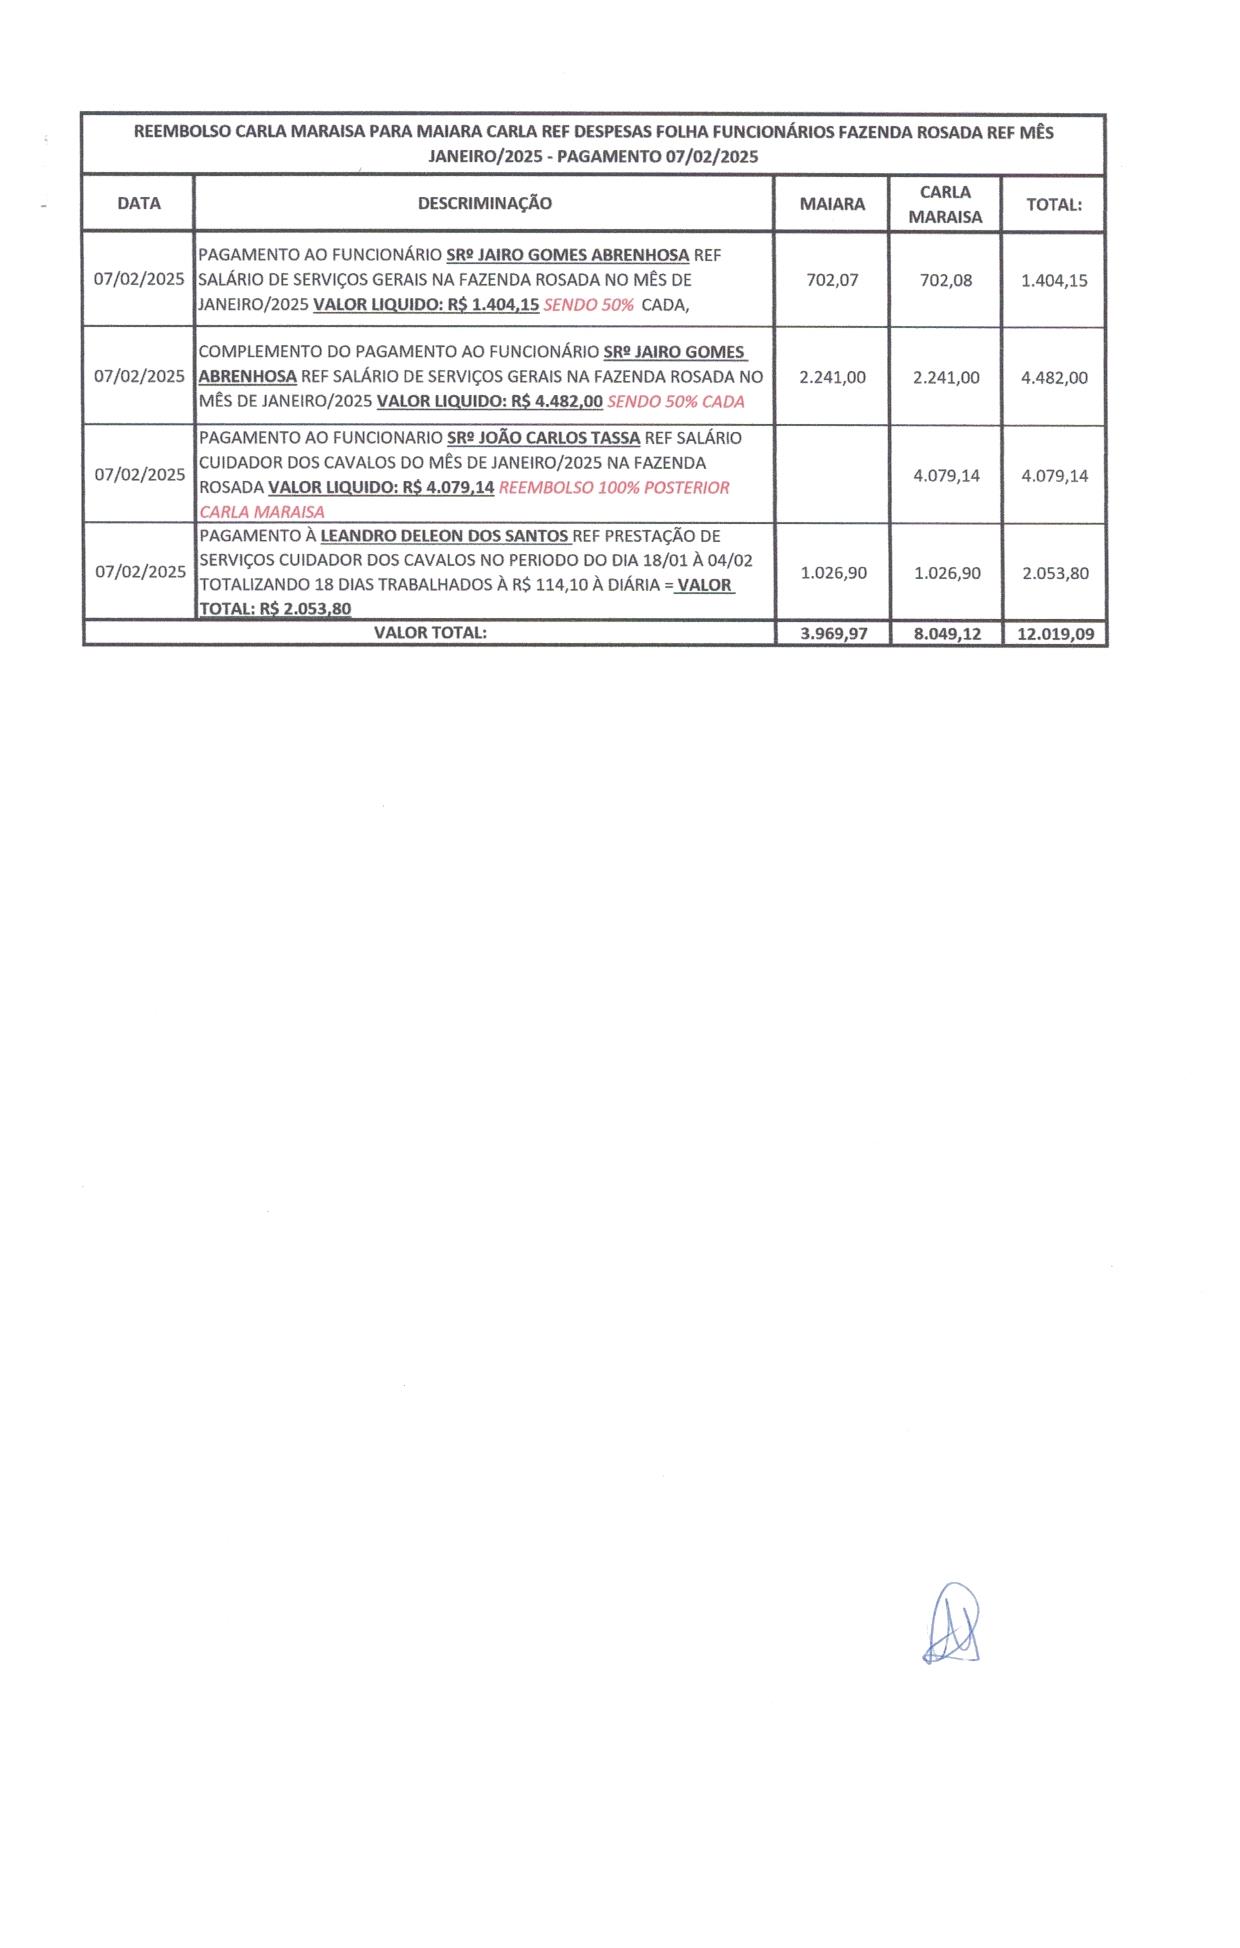 REEMBOLSO CARLA MARAISA PARA MAIARA CARLA REF DESPESAS FOLHA FUNCIONÁRIOS FAZENDA ROSADA REF MÊS
JANEIRO/2025 - PAGAMENTO 07/02/2025
DATA
DESCRIMINAÇÃO
MAIARA
CARLA
MARAISA
TOTAL:
07/02/2025
PAGAMENTO AO FUNCIONÁRIO SRº JAIRO GOMES ABRENHOSA REF
SALÁRIO DE SERVIÇOS GERAIS NA FAZENDA ROSADA NO MÊS DE
JANEIRO/2025 VALOR LIQUIDO: R$ 1.404,15 SENDO 50% CADA,
702,07
702,08
1.404,15
07/02/2025
COMPLEMENTO DO PAGAMENTO AO FUNCIONÁRIO SRº JAIRO GOMES
ABRENHOSA REF SALÁRIO DE SERVIÇOS GERAIS NA FAZENDA ROSADA NO
MÊS DE JANEIRO/2025 VALOR LIQUIDO: R$ 4.482,00 SENDO 50% CADA
2.241,00
2.241,00
4.482,00
07/02/2025
PAGAMENTO AO FUNCIONARIO SRº JOÃO CARLOS TASSA REF SALÁRIO
CUIDADOR DOS CAVALOS DO MÊS DE JANEIRO/2025 NA FAZENDA
ROSADA VALOR LIQUIDO: R$ 4.079,14 REEMBOLSO 100% POSTERIOR
CARLA MARAISA
4.079,14
4.079,14
07/02/2025
PAGAMENTO À LEANDRO DELEON DOS SANTOS REF PRESTAÇÃO DE
SERVIÇOS CUIDADOR DOS CAVALOS NO PERIODO DO DIA 18/01 À 04/02
TOTALIZANDO 18 DIAS TRABALHADOS À R$ 114,10 À DIÁRIA = VALOR
TOTAL: R$ 2.053,80
1.026,90
1.026,90
2.053,80
VALOR TOTAL:
3.969,97
8.049,12
12.019,09